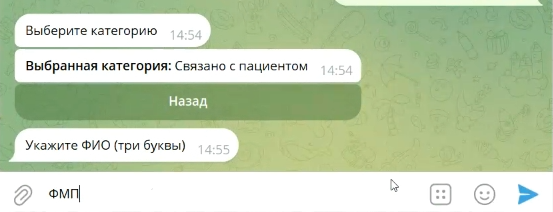 Выберите категорию 14:54
Выбранная категория: Связано с пациентом 14:54
Назад
Укажите ФИО (три буквы) 14:55
ФМП